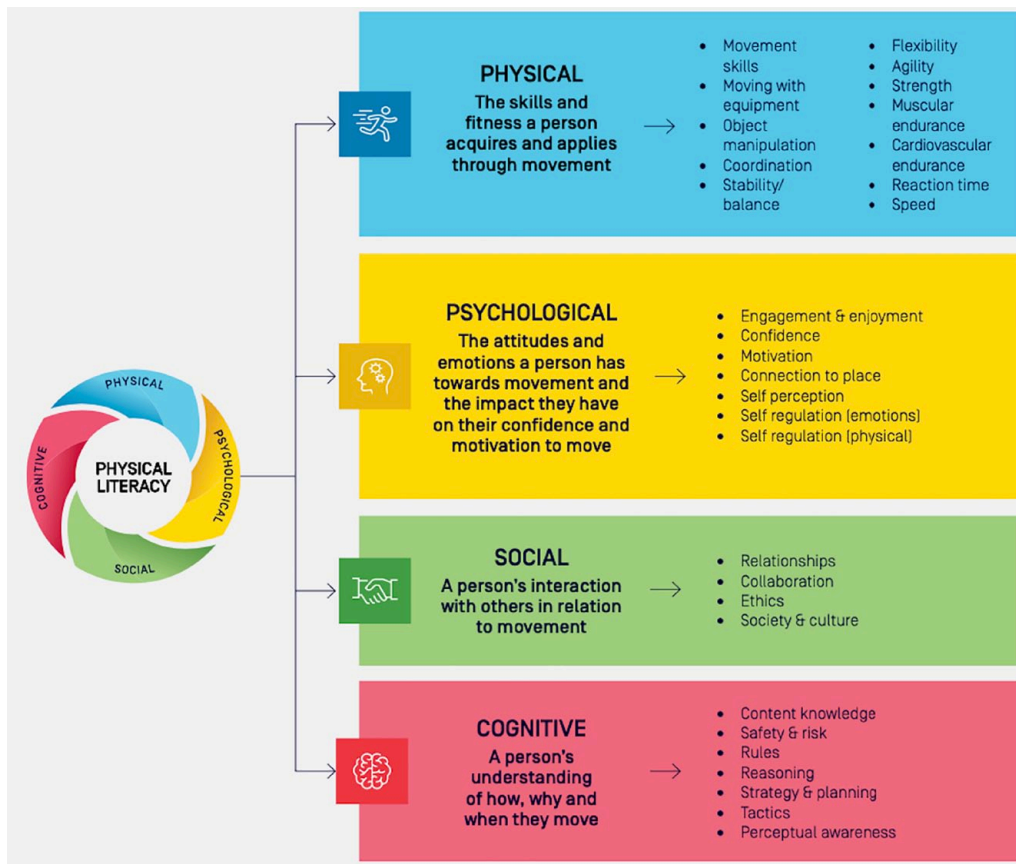 PHYSICAL
PSYCHOLOGICAL
SOCIAL
COGNITIVE
PHYSICAL
LITERACY
PHYSICAL
The skills and
fitness a person
acquires and applies
through movement
• Movement
skills
• Moving with
equipment
• Object
manipulation
• Coordination
• Stability/
balance
• Flexibility
• Agility
• Strength
• Muscular
endurance
• Cardiovascular
endurance
• Reaction time
• Speed
PSYCHOLOGICAL
The attitudes and
emotions a person has
towards movement and
the impact they have
on their confidence and
motivation to move
• Engagement & enjoyment
• Confidence
• Motivation
• Connection to place
• Self perception
• Self regulation (emotions)
• Self regulation (physical)
SOCIAL
A person's interaction
with others in relation
to movement
• Relationships
• Collaboration
• Ethics
• Society & culture
COGNITIVE
A person's
understanding
of how, why and
when they move
• Content knowledge
• Safety & risk
• Rules
• Reasoning
• Strategy & planning
• Tactics
• Perceptual awareness